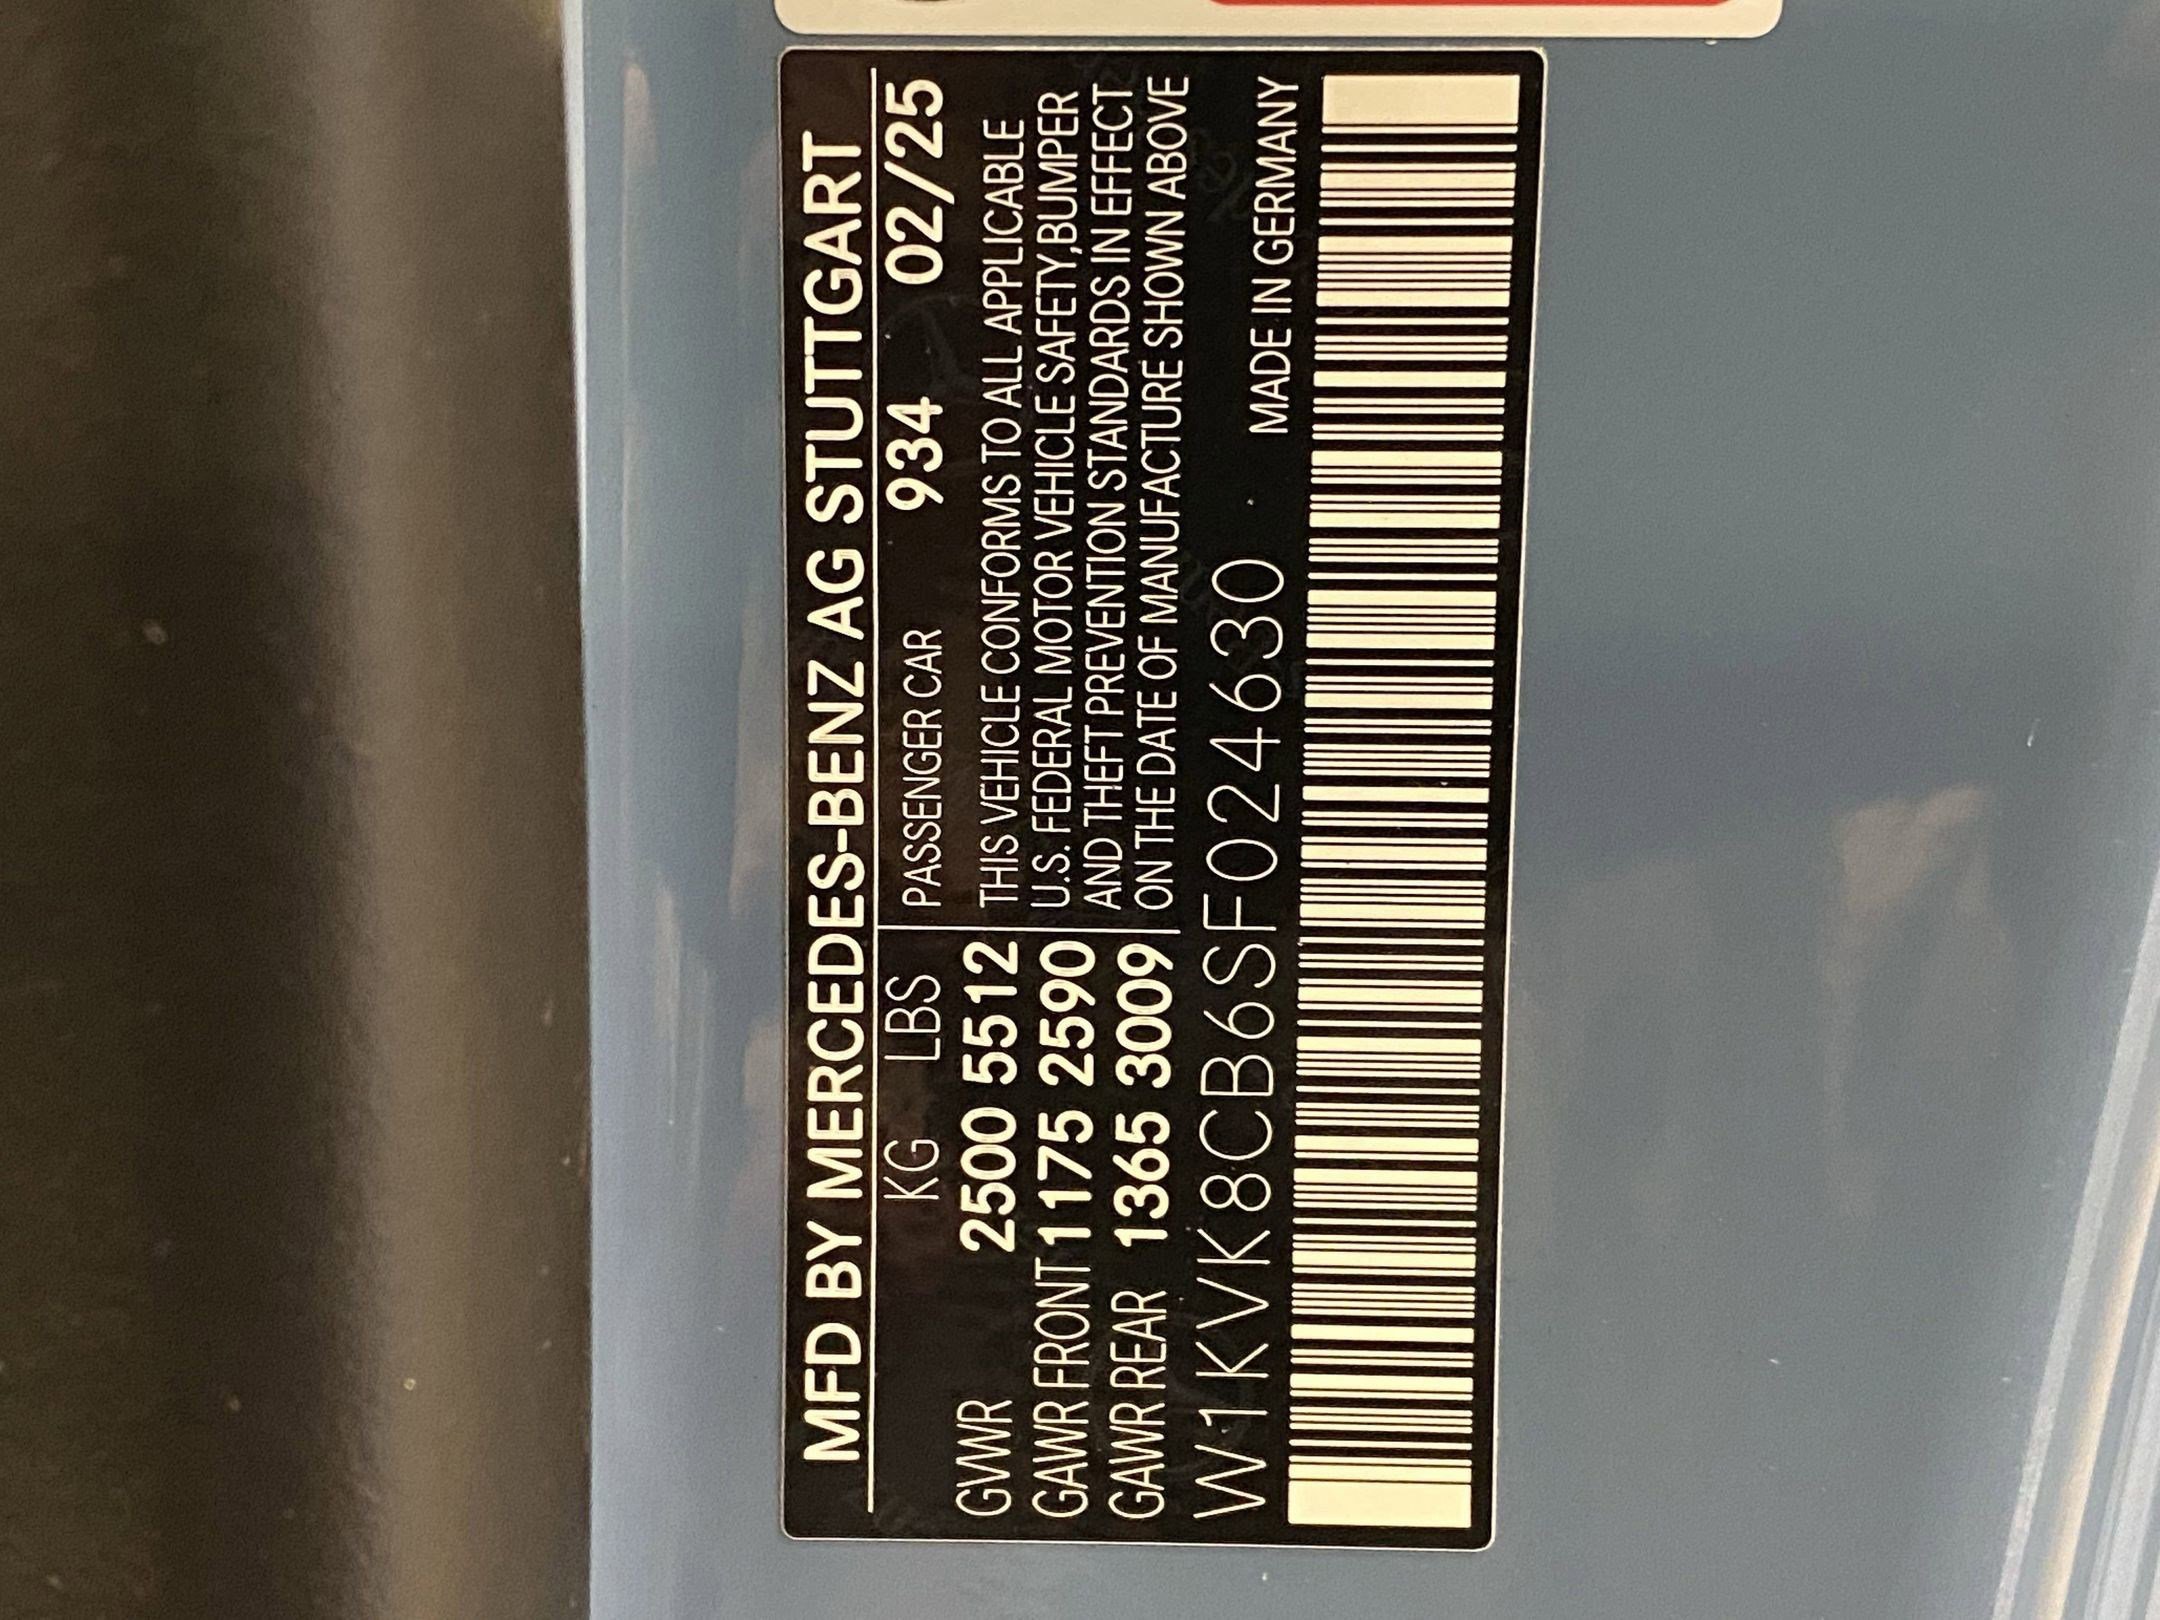 MFD BY MERCEDES-BENZ AG STUTTGART
KG LBS
GVWR 2500 5512
GAWR FRONT 1175 2590
GAWR REAR 1365 3009
PASSENGER CAR 934 02/25
THIS VEHICLE CONFORMS TO ALL APPLICABLE
U.S. FEDERAL MOTOR VEHICLE SAFETY,BUMPER
AND THEFT PREVENTION STANDARDS IN EFFECT
ON THE DATE OF MANUFACTURE SHOWN ABOVE
W1KVK8CB6SF024630
MADE IN GERMANY